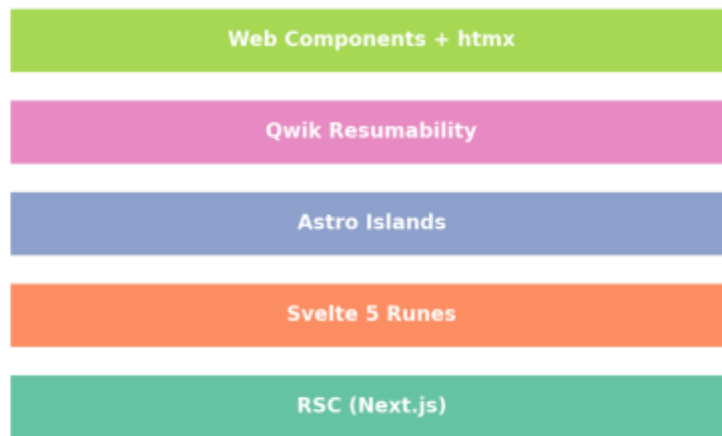 Web Components + htmx
Qwik Resumability
Astro Islands
Svelte 5 Runes
RSC (Next.js)